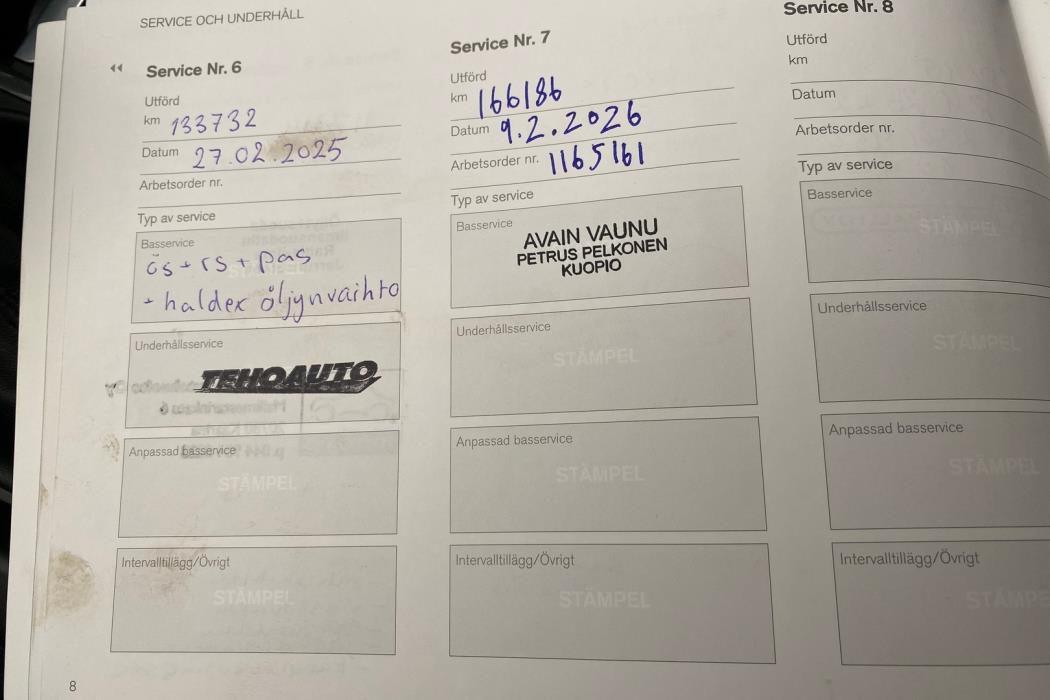 SERVICE OCH UNDERHÅLL
Service Nr. 6
Utförd
km 133732
Datum 27.02.2025
Arbetsorder nr.
Typ av service
Basservice
ös+rs+pas
+ haldex öljynvaihto
Underhållsservice
TEHOAUTO
Anpassad basservice
STÄMPEL
Intervalltillägg/Övrigt
STÄMPEL
8
Service Nr. 7
Utförd
km 166186
Datum 9.2.2026
Arbetsorder nr. 1165161
Typ av service
Basservice
AVAIN VAUNU
PETRUS PELKONEN
KUOPIO
Underhållsservice
STÄMPEL
Anpassad basservice
STÄMPEL
Intervalltillägg/Övrigt
STÄMPEL
Service Nr. 8
Utförd
km
Datum
Arbetsorder nr.
Typ av service
Basservice
STÄMPEL
Underhållsservice
STÄMPEL
Anpassad basservice
STÄMPEL
Intervalltillägg/Övrigt
STÄMPE